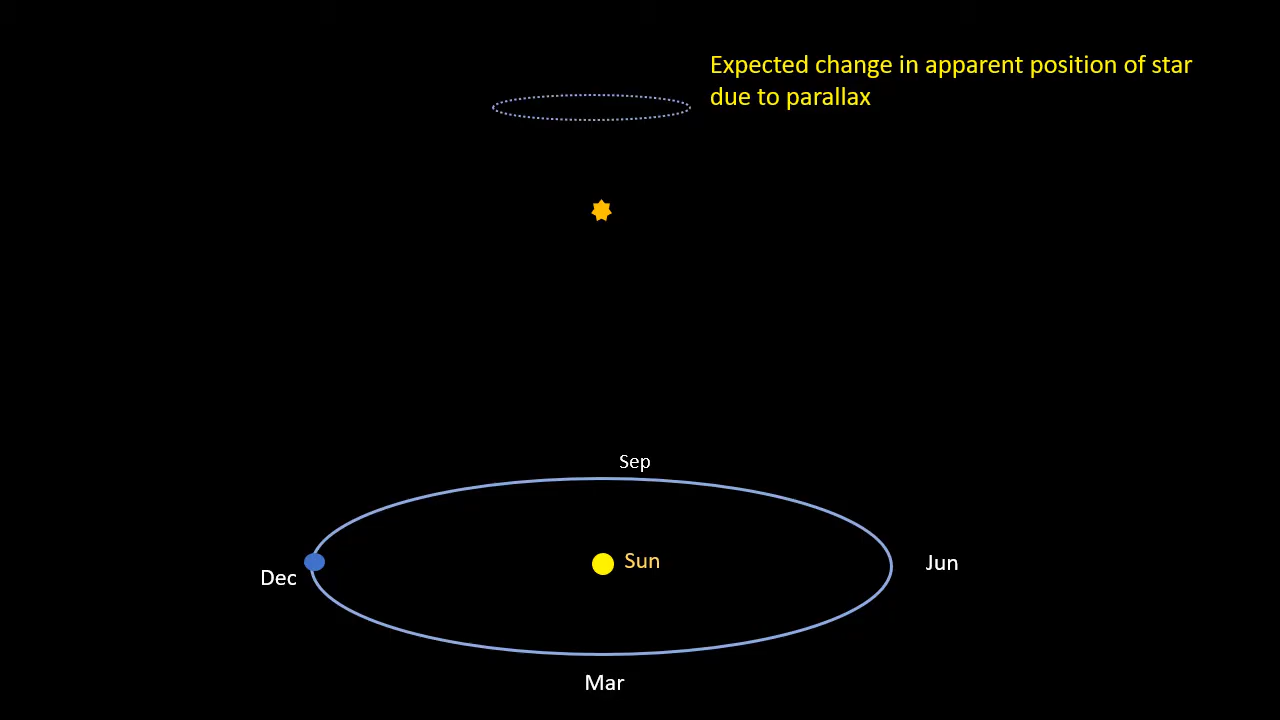 Expected change in apparent position of star
due to parallax
Sep
Sun
Jun
Dec
Mar